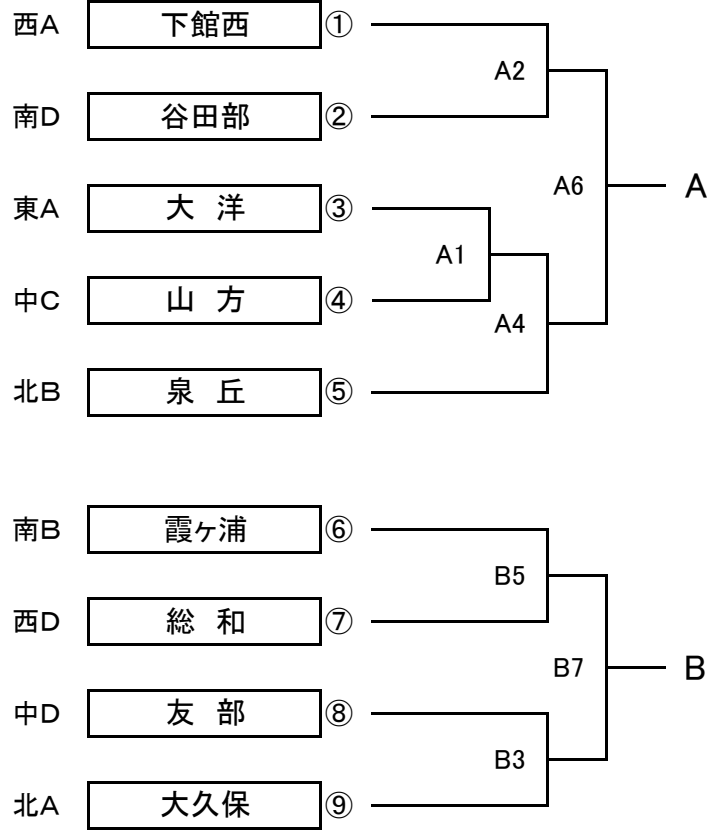 西A 下館西 ①
A2
南D 谷田部 ②
A6 A
東A 大 洋 ③
A1
中C 山 方 ④
A4
北B 泉 丘 ⑤
南B 霞ヶ浦 ⑥
B5
西D 総 和 ⑦
B7 B
中D 友 部 ⑧
B3
北A 大久保 ⑨